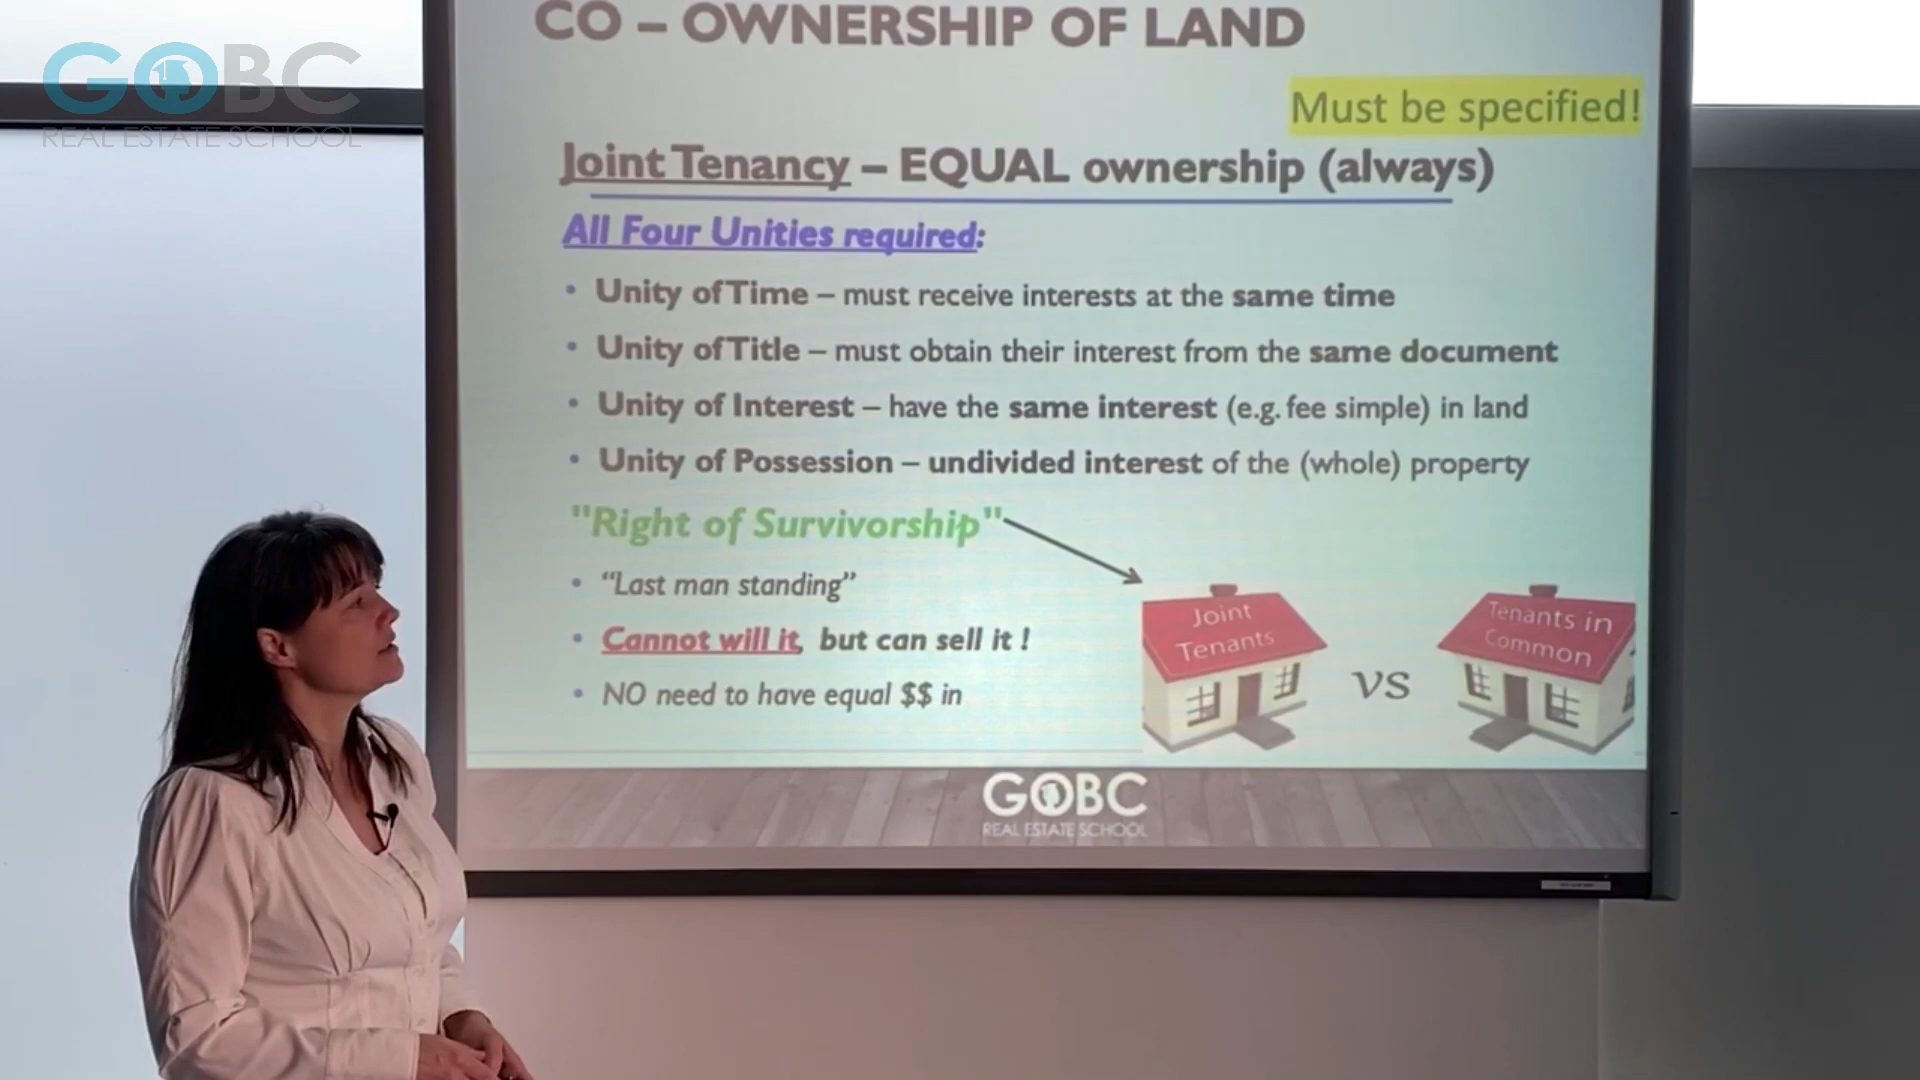 GOBC
REAL ESTATE SCHOOL
CO – OWNERSHIP OF LAND
Must be specified!
Joint Tenancy – EQUAL ownership (always)
All Four Unities required:
• Unity of Time – must receive interests at the same time
• Unity of Title – must obtain their interest from the same document
• Unity of Interest – have the same interest (e.g. fee simple) in land
• Unity of Possession – undivided interest of the (whole) property
"Right of Survivorship"
• “Last man standing”
• Cannot will it, but can sell it !
• NO need to have equal $$ in
Joint
Tenants
vs
Tenants in
Common
GOBC
REAL ESTATE SCHOOL